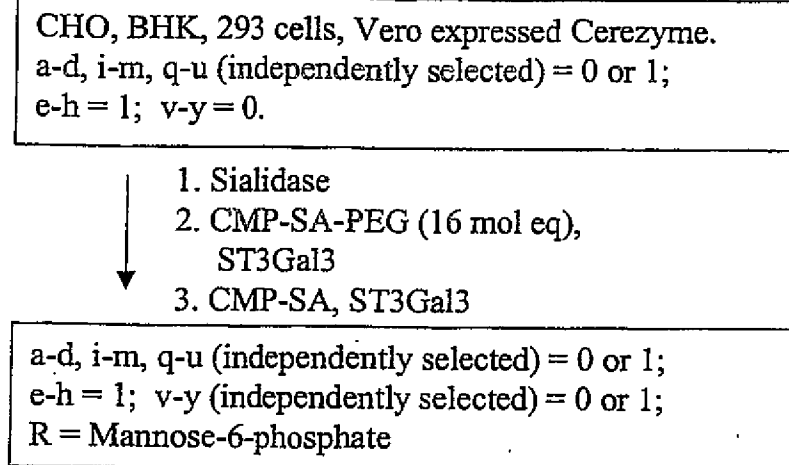 CHO, BHK, 293 cells, Vero expressed Cerezyme.
a-d, i-m, q-u (independently selected) = 0 or 1;
e-h = 1; v-y = 0.
1. Sialidase
2. CMP-SA-PEG (16 mol eq),
ST3Gal3
3. CMP-SA, ST3Gal3
a-d, i-m, q-u (independently selected) = 0 or 1;
e-h = 1; v-y (independently selected) = 0 or 1;
R = Mannose-6-phosphate